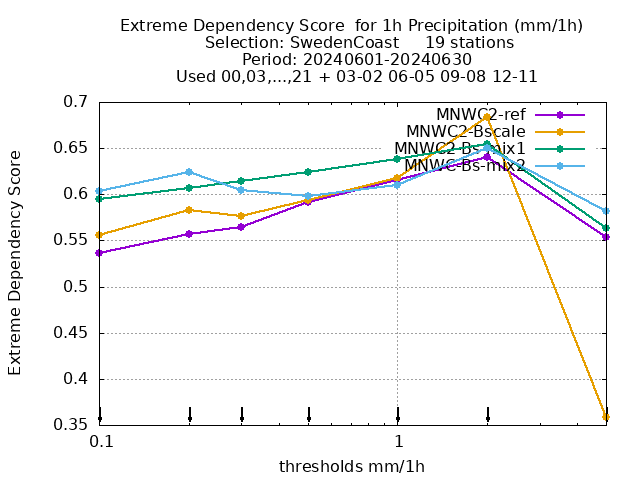 Extreme Dependency Score  for 1h Precipitation (mm/1h)
Selection: SwedenCoast     19 stations
Period: 20240601-20240630
Used 00,03,...,21 + 03-02 06-05 09-08 12-11
MNWC2-ref
MNWC2-Bscale
MNWC2-Bs-mix1
MNWC-Bs-mix2
0.7
0.65
0.6
0.55
0.5
0.45
0.4
0.35
0.1
1
Extreme Dependency Score
thresholds mm/1h